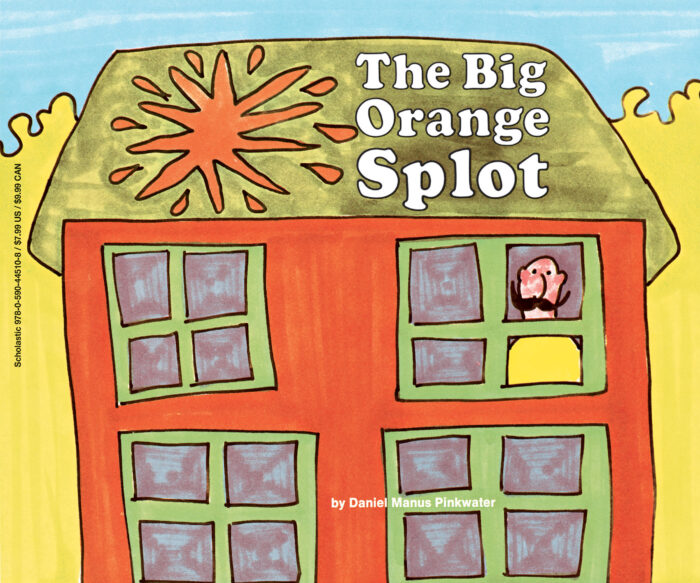 The Big
Orange
Splot
Scholastic 978-0-590-44510-8 / $7.99 US / $9.99 CAN
by Daniel Manus Pinkwater